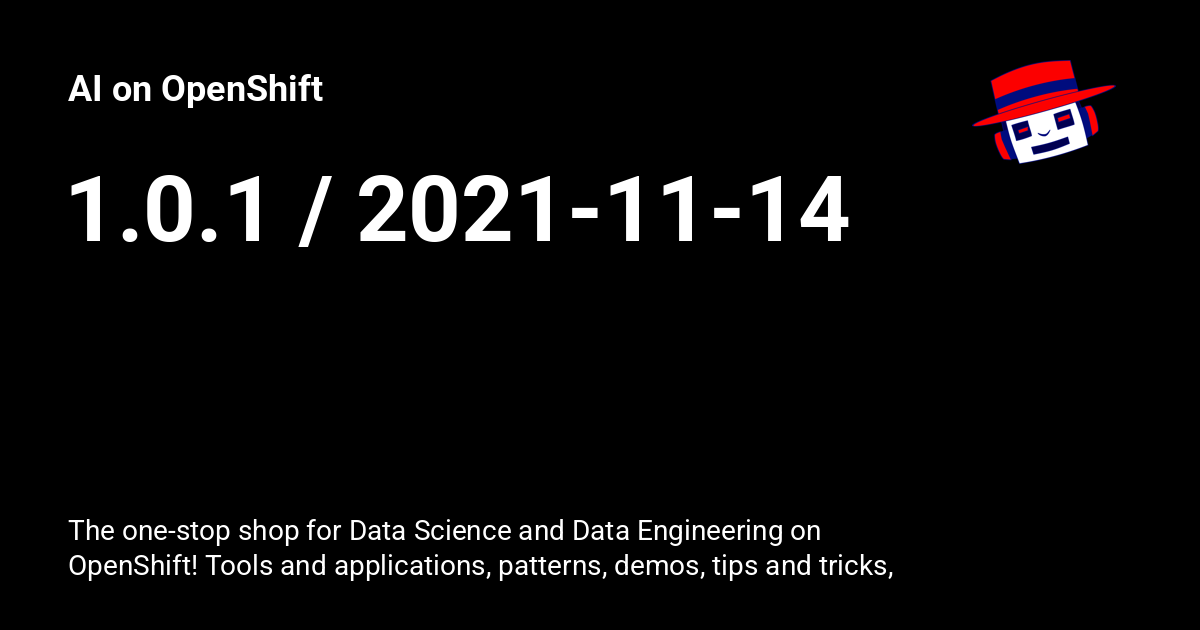 AI on OpenShift
1.0.1 / 2021-11-14
The one-stop shop for Data Science and Data Engineering on
OpenShift! Tools and applications, patterns, demos, tips and tricks,